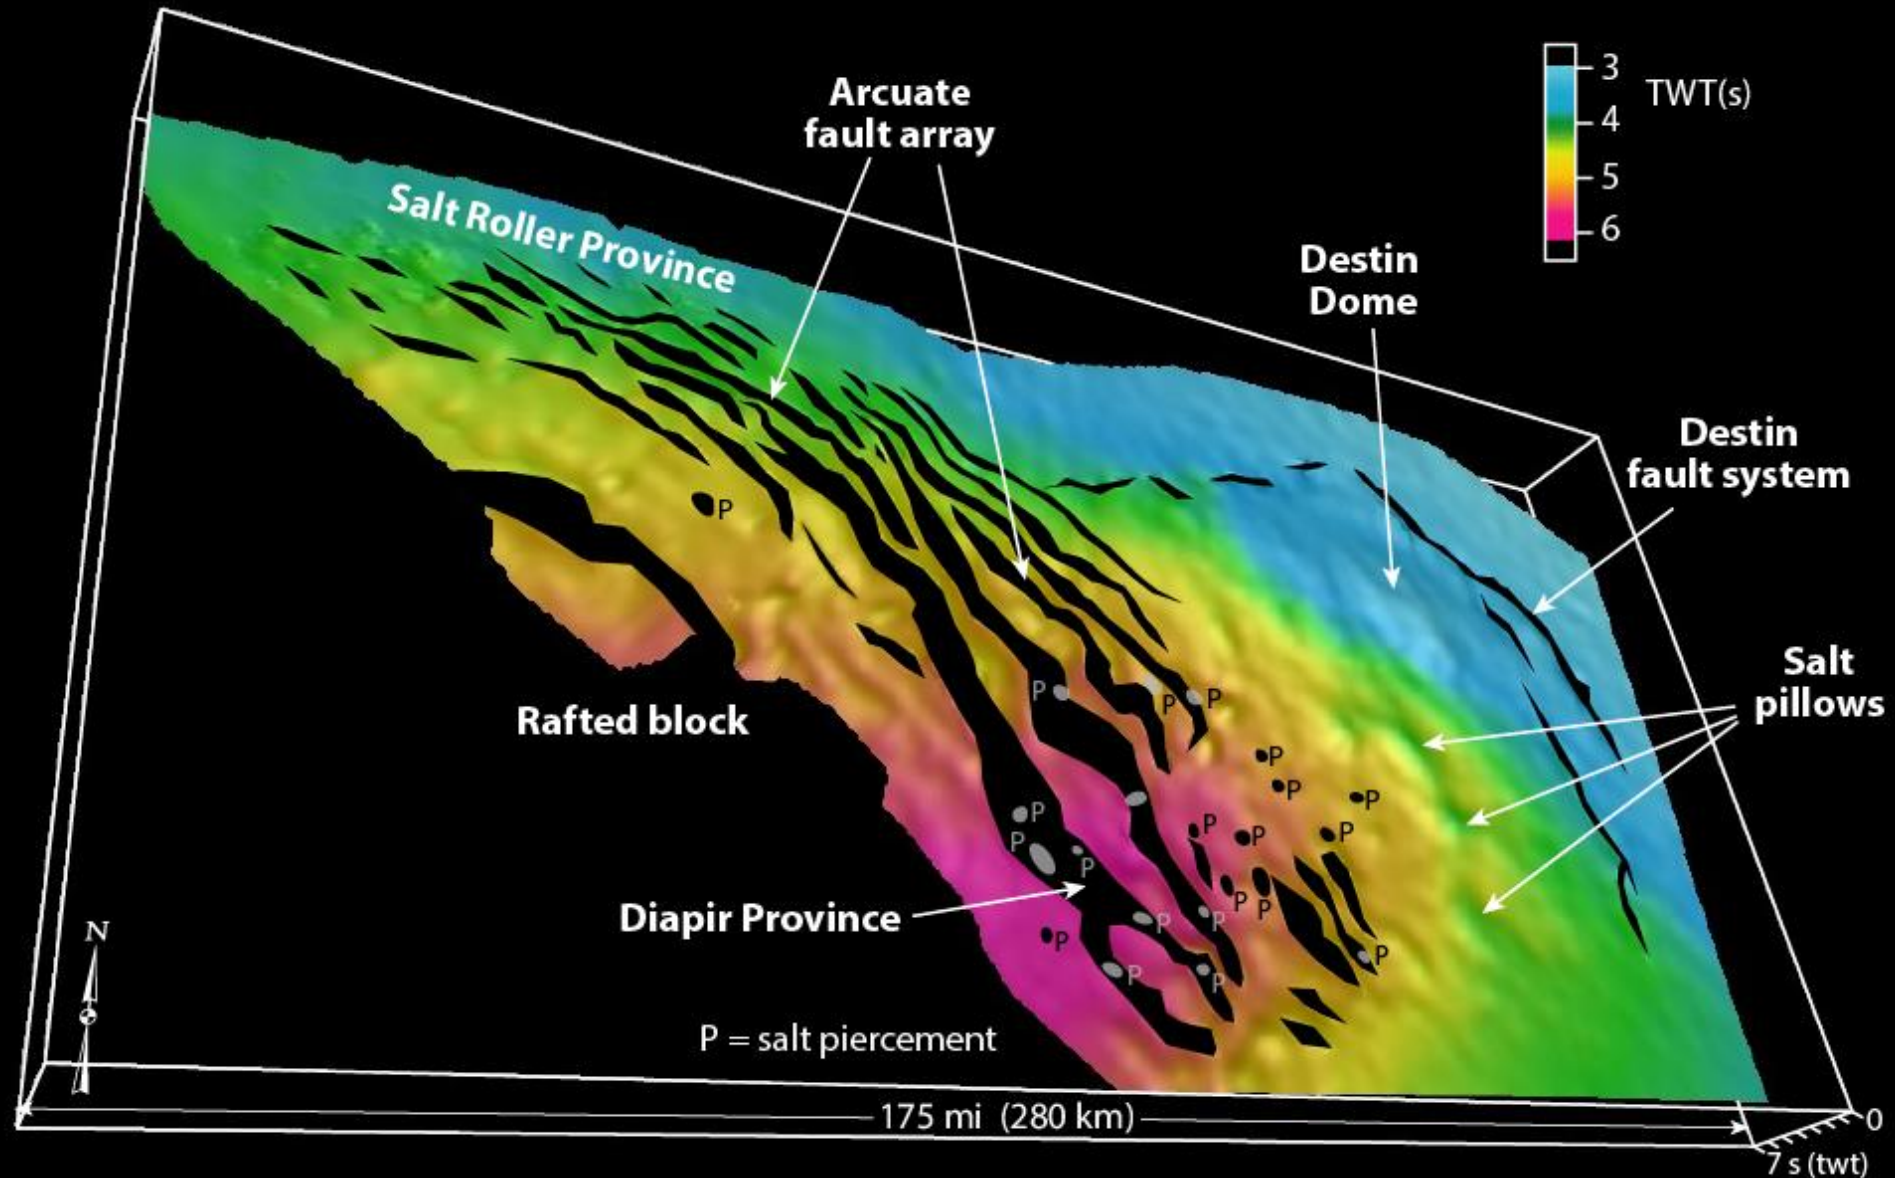 Arcuate
fault array
3
TWT(s)
4
5
6
Salt Roller Province
Destin
Dome
Destin
fault system
P
Salt
pillows
Rafted block
P
P
P
P
P
P
P
P
P
P
P
P
P
P
Diapir Province
P
P
P
P
P
P
N
P = salt piercement
175 mi (280 km)
0
7 s (twt)